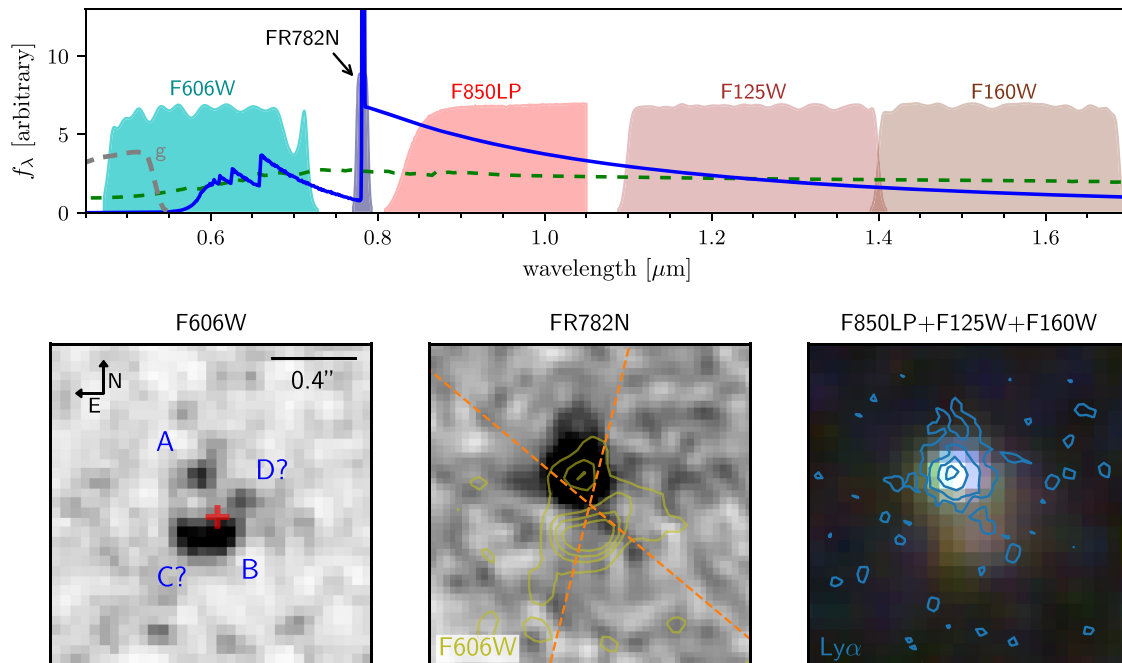 f_λ [arbitrary]
10
5
0
FR782N
F606W
F850LP
F125W
F160W
g
0.6
0.8
1.0
1.2
1.4
1.6
wavelength [μm]
F606W
N
E
0.4"
A
D?
C?
B
FR782N
F606W
F850LP+F125W+F160W
Lyα